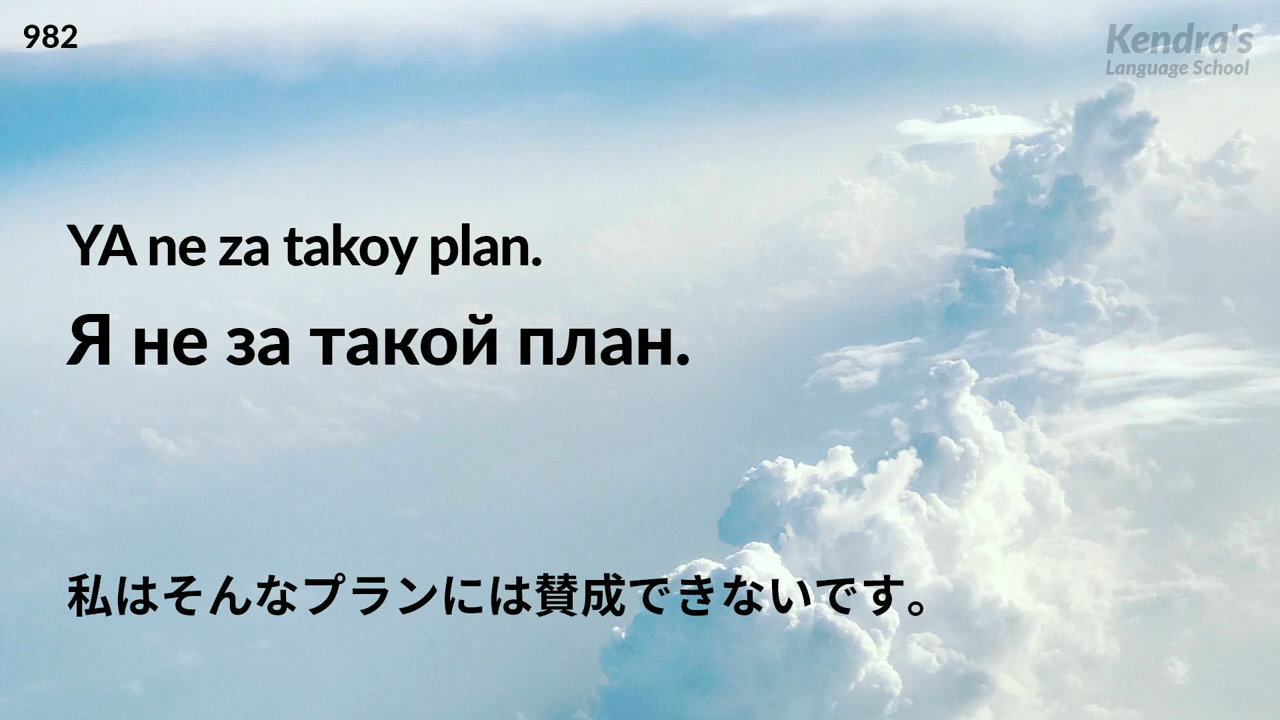 982
Kendra's
Language School
YA ne za takoy plan.
Я не за такой план.
私はそんなプランには賛成できないです。